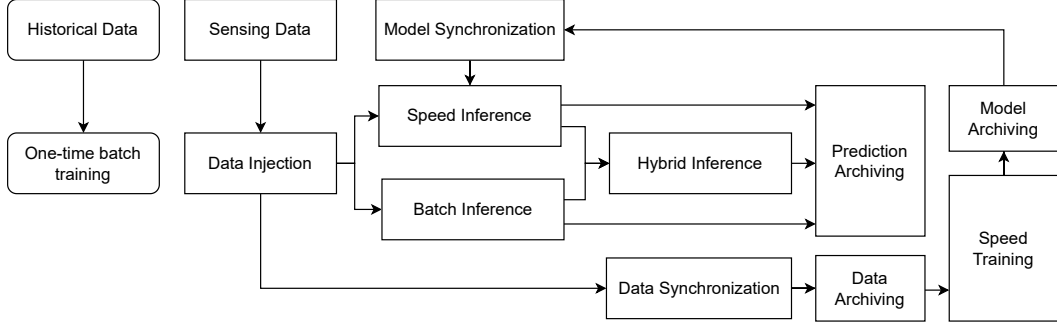 Historical Data
Sensing Data
Model Synchronization
One-time batch
training
Data Injection
Speed Inference
Batch Inference
Hybrid Inference
Prediction
Archiving
Model
Archiving
Speed
Training
Data Synchronization
Data
Archiving